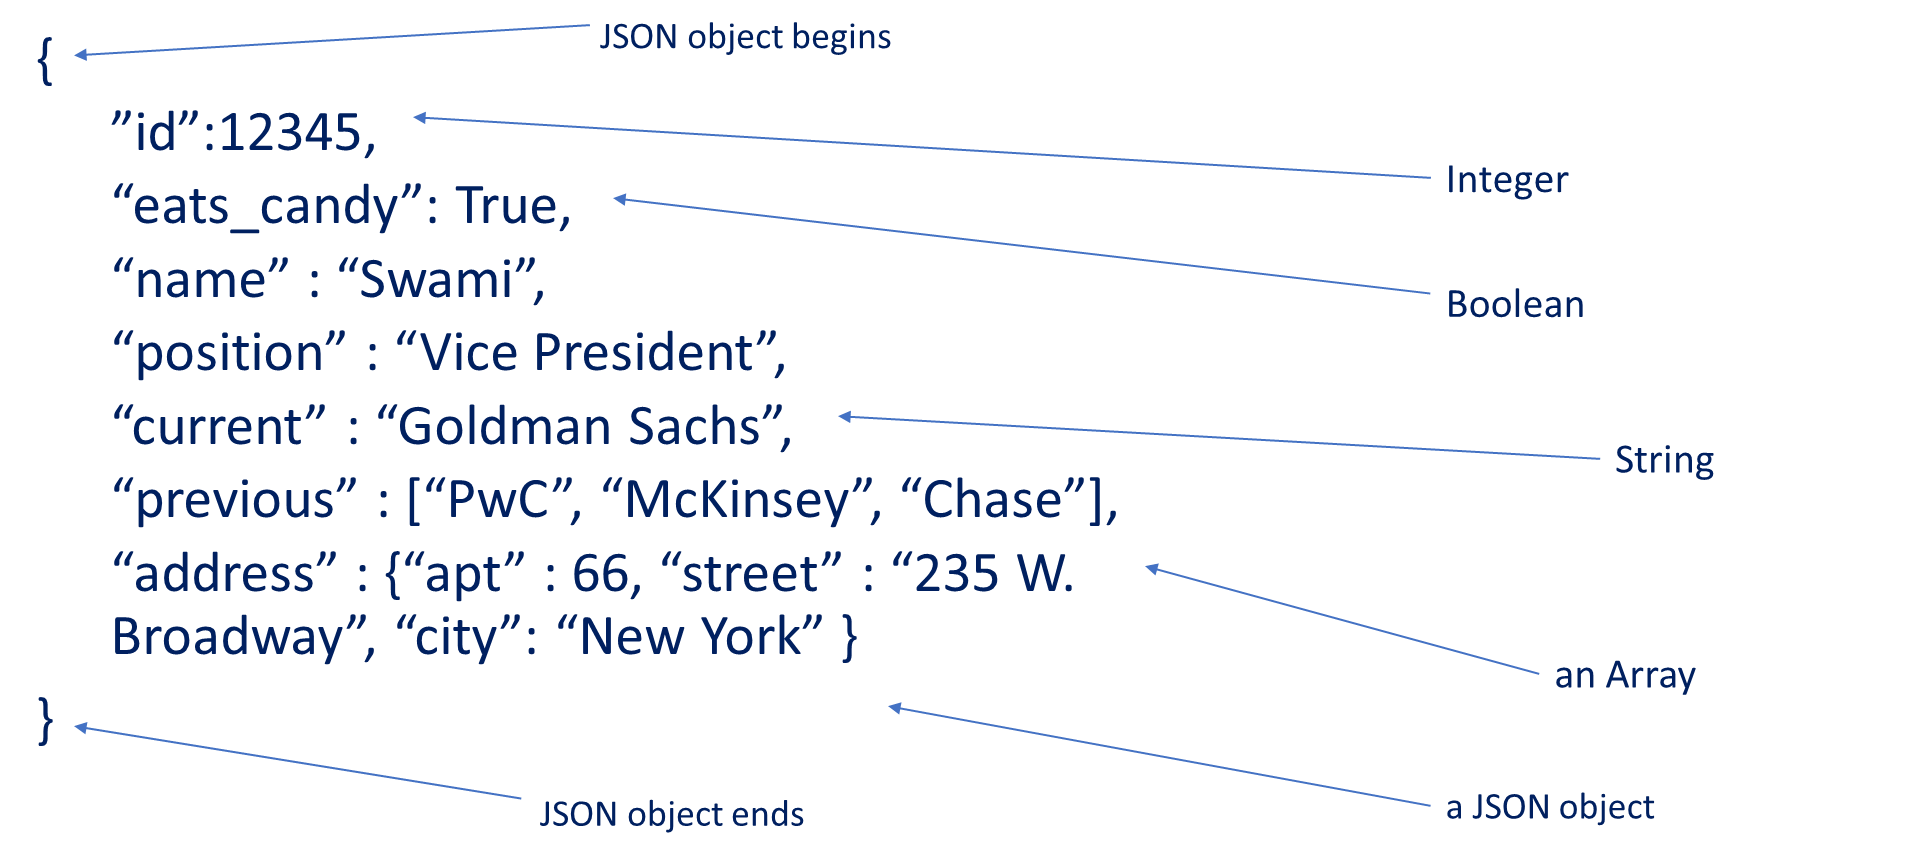 {
JSON object begins
”id”:12345,
Integer
“eats_candy”: True,
Boolean
“name” : “Swami”,
“position” : “Vice President”,
“current” : “Goldman Sachs”,
String
“previous” : [“PwC”, “McKinsey”, “Chase”],
“address” : {“apt” : 66, “street” : “235 W.
Broadway”, “city”: “New York” }
an Array
}
JSON object ends
a JSON object